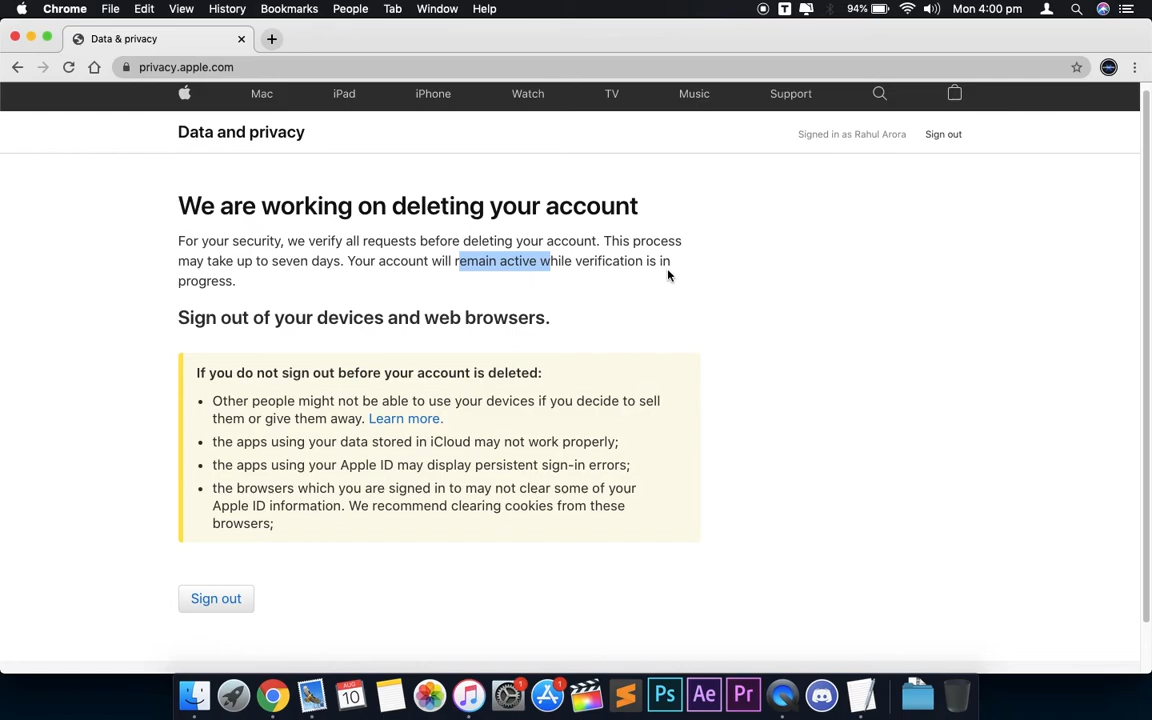 Chrome File Edit View History Bookmarks People Tab Window Help T 94% Mon 4:00 pm
Data & privacy
privacy.apple.com
Mac iPad iPhone Watch TV Music Support
Data and privacy Signed in as Rahul Arora Sign out
We are working on deleting your account
For your security, we verify all requests before deleting your account. This process
may take up to seven days. Your account will remain active while verification is in
progress.
Sign out of your devices and web browsers.
If you do not sign out before your account is deleted:
• Other people might not be able to use your devices if you decide to sell
them or give them away. Learn more.
• the apps using your data stored in iCloud may not work properly;
• the apps using your Apple ID may display persistent sign-in errors;
• the browsers which you are signed in to may not clear some of your
Apple ID information. We recommend clearing cookies from these
browsers;
Sign out
AUG 10 1 1 Ps Ae Pr